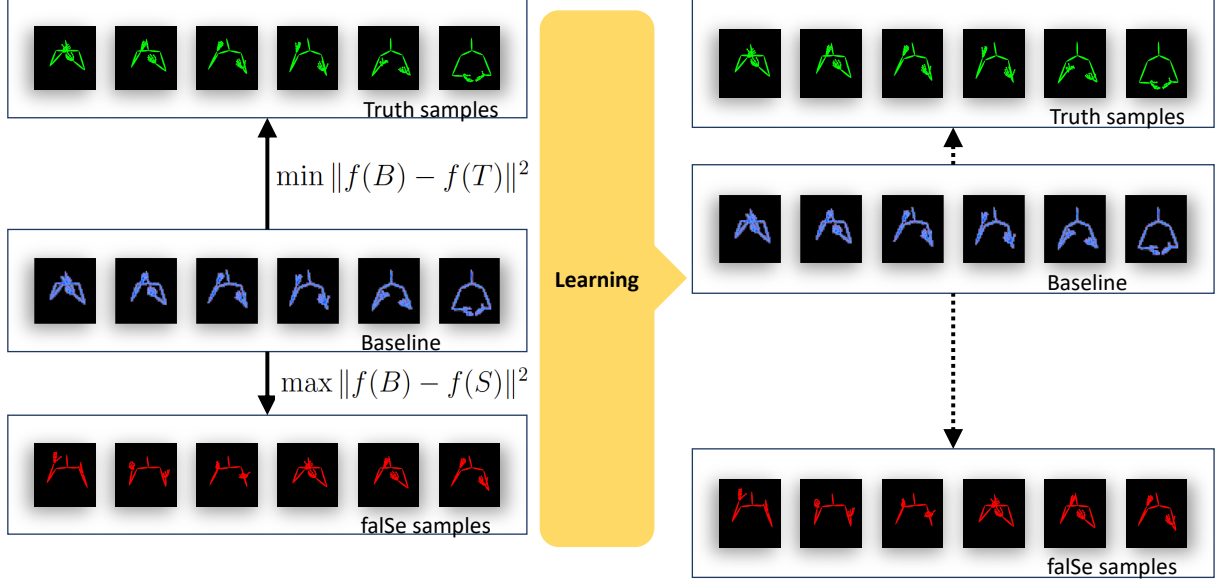 Truth samples
min ‖f(B) − f(T)‖²
Baseline
max ‖f(B) − f(S)‖²
falSe samples
Learning
Truth samples
Baseline
falSe samples